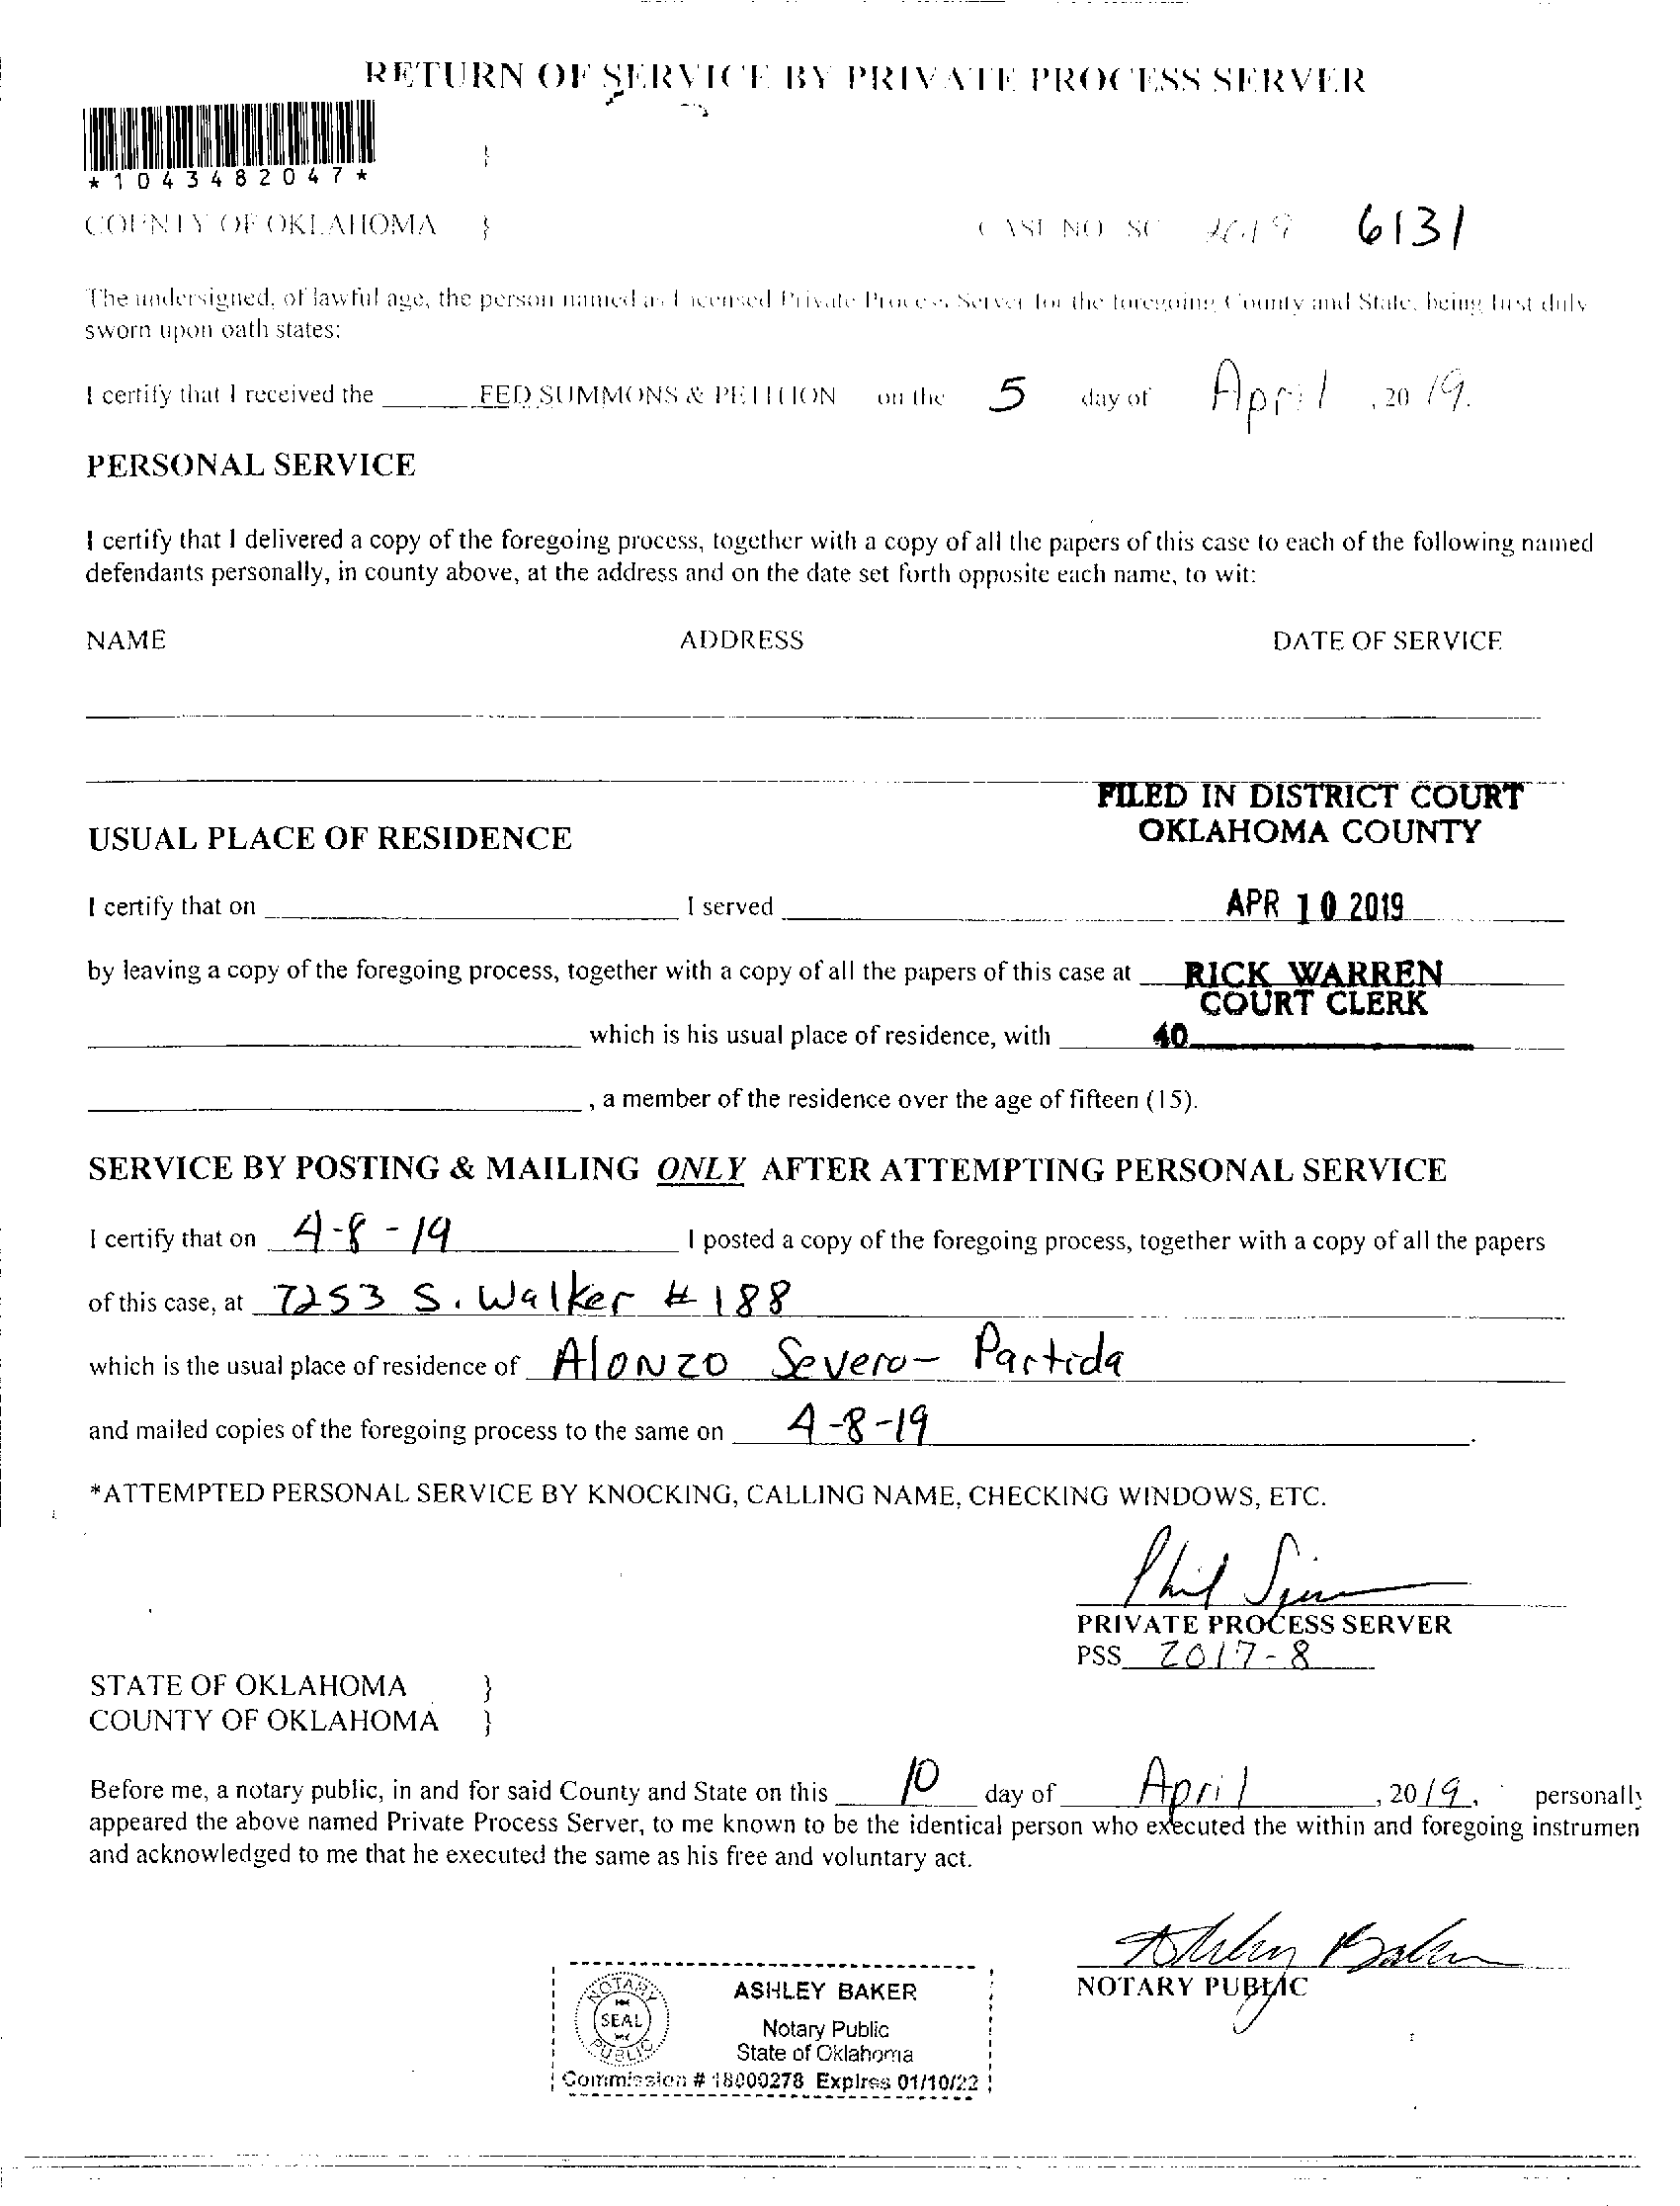 RETURN OF SERVICE BY PRIVATE PROCESS SERVER
}
*1043482047*
COUNTY OF OKLAHOMA } CASE NO SC 2019 6131
The undersigned, of lawful age, the person named as Licensed Private Process Server for the foregoing County and State, being first duly
sworn upon oath states:
I certify that I received the FED SUMMONS & PETITION on the 5 day of April , 20 19.
PERSONAL SERVICE
I certify that I delivered a copy of the foregoing process, together with a copy of all the papers of this case to each of the following named
defendants personally, in county above, at the address and on the date set forth opposite each name, to wit:
NAME ADDRESS DATE OF SERVICE
FILED IN DISTRICT COURT
OKLAHOMA COUNTY
USUAL PLACE OF RESIDENCE
I certify that on I served APR 10 2019
by leaving a copy of the foregoing process, together with a copy of all the papers of this case at RICK WARREN
COURT CLERK
which is his usual place of residence, with 40
, a member of the residence over the age of fifteen (15).
SERVICE BY POSTING & MAILING ONLY AFTER ATTEMPTING PERSONAL SERVICE
I certify that on 4-8-19 I posted a copy of the foregoing process, together with a copy of all the papers
of this case, at 7253 S. Walker # 188
which is the usual place of residence of Alonzo Severo- Partida
and mailed copies of the foregoing process to the same on 4-8-19 .
*ATTEMPTED PERSONAL SERVICE BY KNOCKING, CALLING NAME, CHECKING WINDOWS, ETC.
Phil
PRIVATE PROCESS SERVER
PSS 2017-8
STATE OF OKLAHOMA }
COUNTY OF OKLAHOMA }
Before me, a notary public, in and for said County and State on this 10 day of April , 2019, personally
appeared the above named Private Process Server, to me known to be the identical person who executed the within and foregoing instrumen
and acknowledged to me that he executed the same as his free and voluntary act.
Ashley Baker
NOTARY PUBLIC
NOTARY SEAL PUBLIC
ASHLEY BAKER
Notary Public
State of Oklahoma
Commission # 18000278 Expires 01/10/22